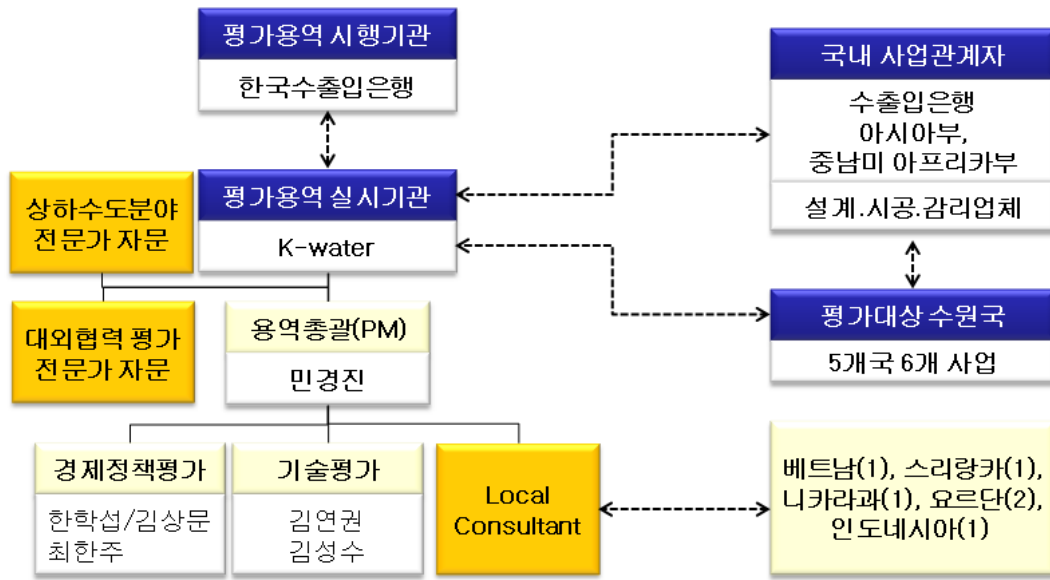 평가용역 시행기관
한국수출입은행
국내 사업관계자
수출입은행
아시아부,
중남미 아프리카부
설계.시공.감리업체
상하수도분야
전문가 자문
평가용역 실시기관
K-water
대외협력 평가
전문가 자문
용역총괄(PM)
민경진
평가대상 수원국
5개국 6개 사업
경제정책평가
한학섭/김상문
최한주
기술평가
김연권
김성수
Local
Consultant
베트남(1), 스리랑카(1),
니카라과(1), 요르단(2),
인도네시아(1)